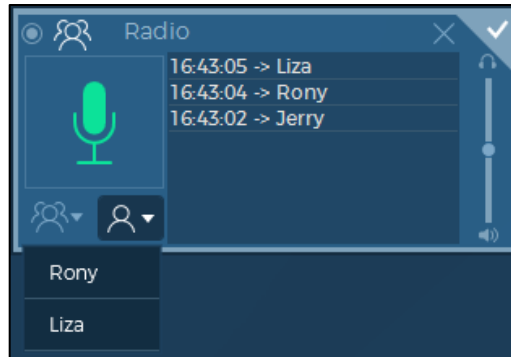 Radio
16:43:05 -> Liza
16:43:04 -> Rony
16:43:02 -> Jerry
Rony
Liza